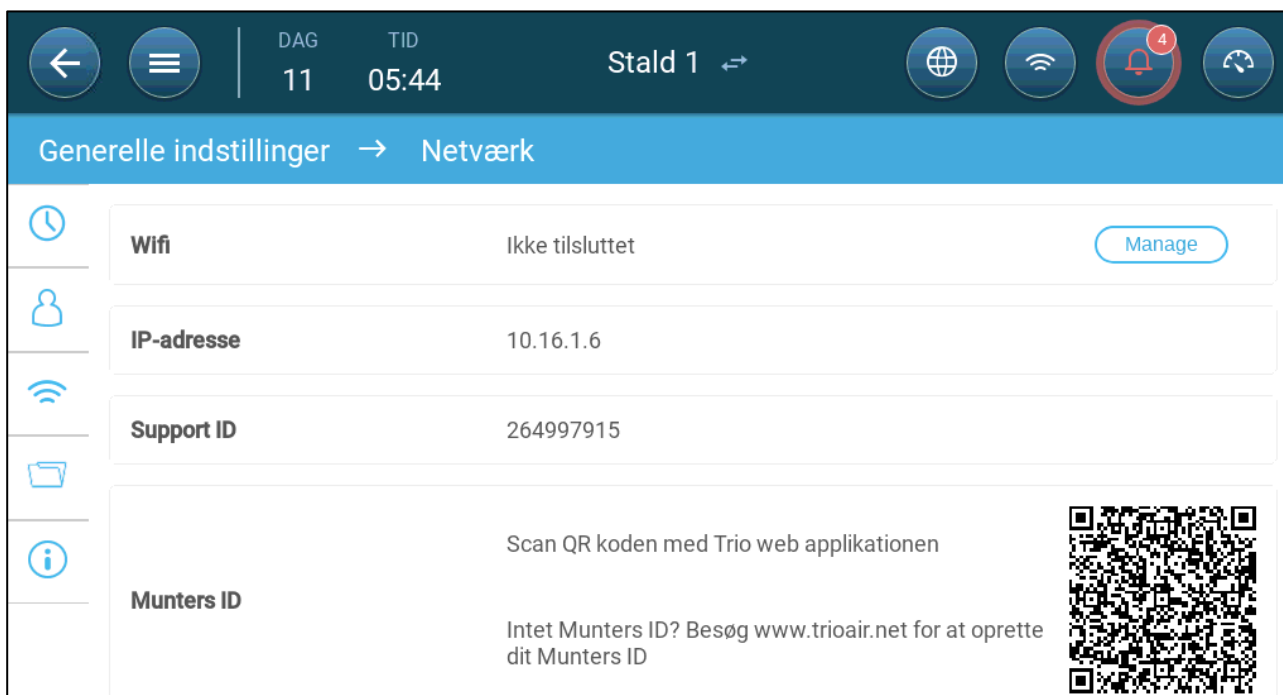 DAG TID
4
11 05:44 Stald 1
Generelle indstillinger → Netværk
Wifi Ikke tilsluttet Manage
IP-adresse 10.16.1.6
Support ID 264997915
Scan QR koden med Trio web applikationen
Munters ID
Intet Munters ID? Besøg www.trioair.net for at oprette
dit Munters ID